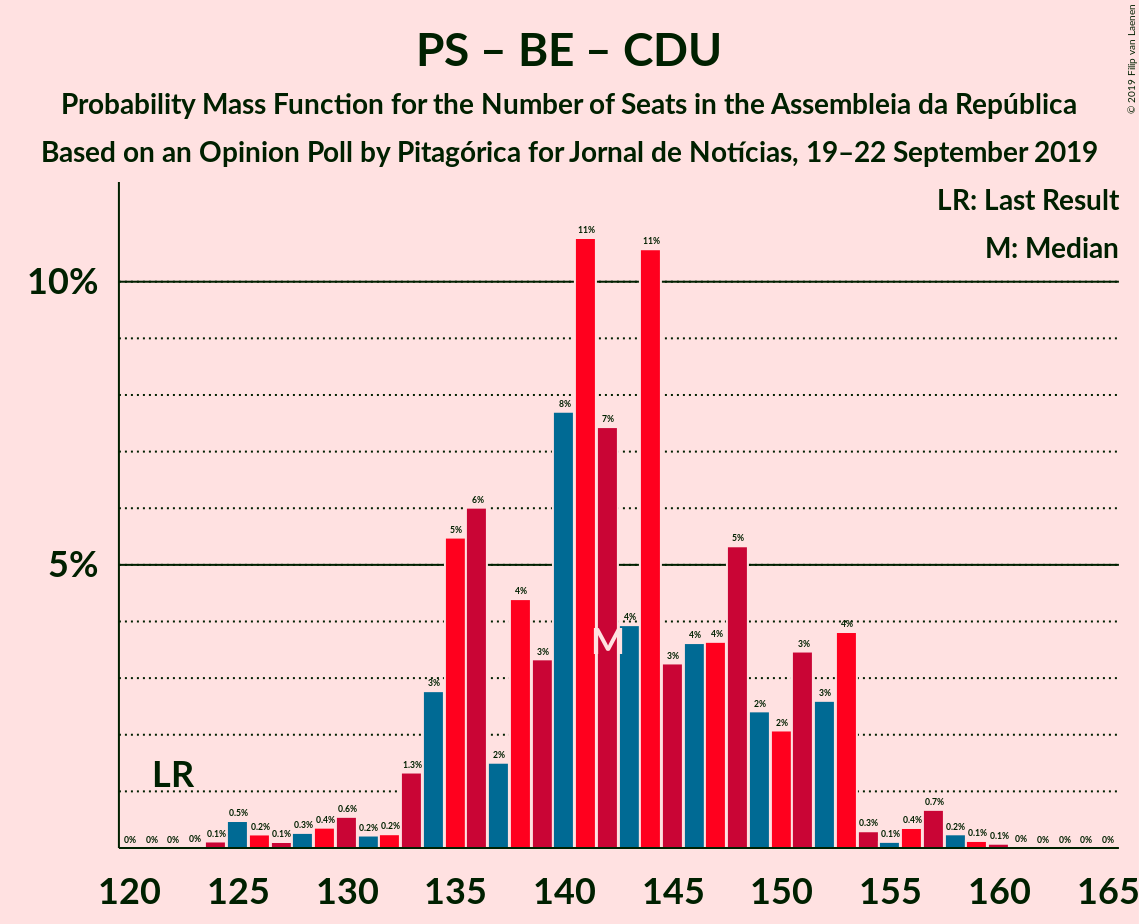 PS – BE – CDU
Probability Mass Function for the Number of Seats in the Assembleia da República
Based on an Opinion Poll by Pitagórica for Jornal de Notícias, 19–22 September 2019
© 2019 Filip van Laenen
LR: Last Result
M: Median
10%
5%
LR
M
0% 0% 0% 0% 0.1% 0.5% 0.2% 0.1% 0.3% 0.4% 0.6% 0.2% 0.2% 1.3% 3% 5% 6% 2% 4% 3% 8% 11% 7% 4% 11% 3% 4% 4% 5% 2% 2% 3% 3% 4% 0.3% 0.1% 0.4% 0.7% 0.2% 0.1% 0.1% 0% 0% 0% 0% 0%
120 125 130 135 140 145 150 155 160 165